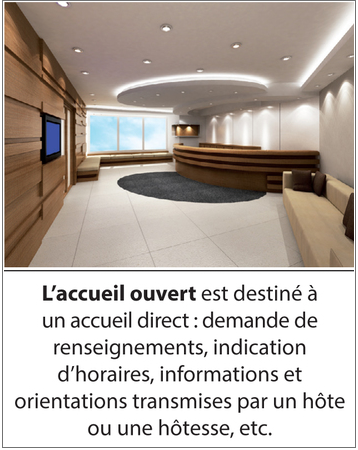 L’accueil ouvert est destiné à
un accueil direct : demande de
renseignements, indication
d’horaires, informations et
orientations transmises par un hôte
ou une hôtesse, etc.